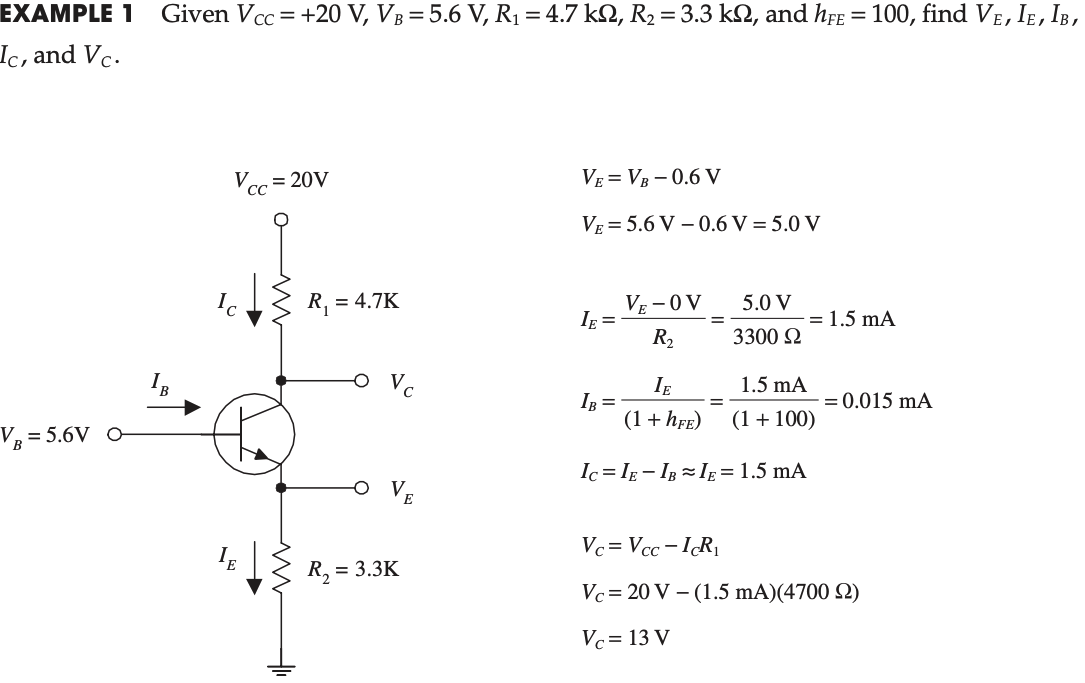 EXAMPLE 1 Given V_CC = +20 V, V_B = 5.6 V, R_1 = 4.7 kΩ, R_2 = 3.3 kΩ, and h_FE = 100, find V_E, I_E, I_B,
I_C, and V_C.
V_CC = 20V
I_C
R_1 = 4.7K
I_B
V_C
V_B = 5.6V
V_E
I_E
R_2 = 3.3K
V_E = V_B – 0.6 V
V_E = 5.6 V – 0.6 V = 5.0 V
I_E = (V_E – 0 V)/R_2 = 5.0 V/3300 Ω = 1.5 mA
I_B = I_E/(1 + h_FE) = 1.5 mA/(1 + 100) = 0.015 mA
I_C = I_E – I_B ≈ I_E = 1.5 mA
V_C = V_CC – I_C R_1
V_C = 20 V – (1.5 mA)(4700 Ω)
V_C = 13 V